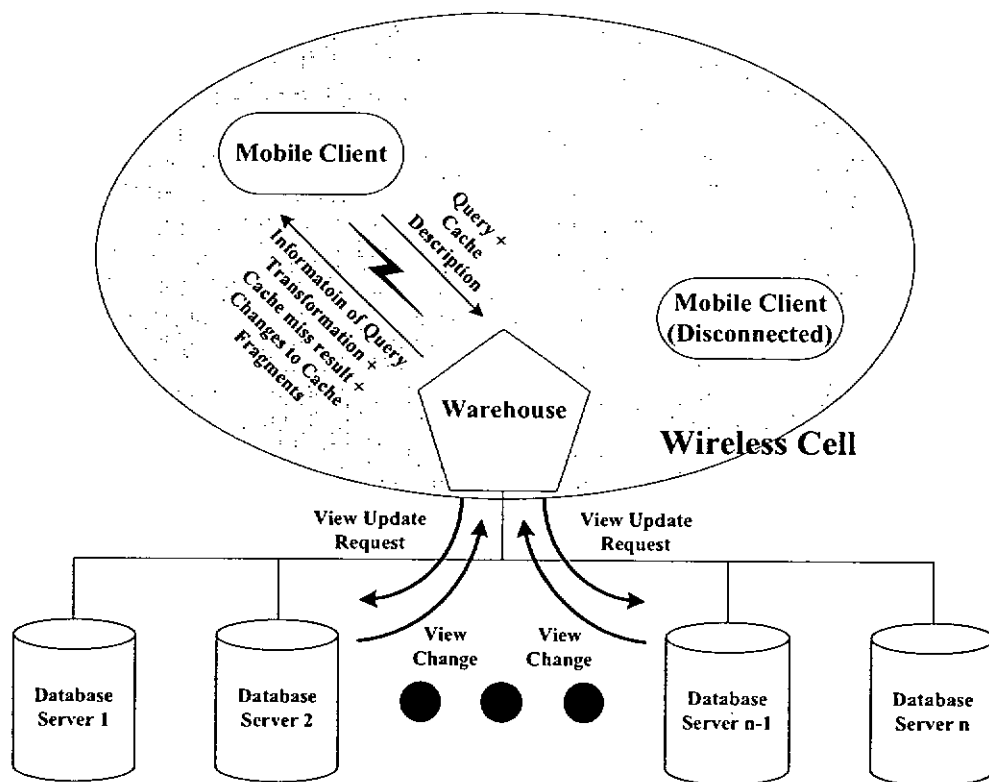 Mobile Client
Query +
Cache
Description
Informatoin of Query
Transformation +
Cache miss result +
Changes to Cache
Fragments
Mobile Client
(Disconnected)
Warehouse
Wireless Cell
View Update
Request
View Update
Request
View
Change
View
Change
Database
Server 1
Database
Server 2
Database
Server n-1
Database
Server n